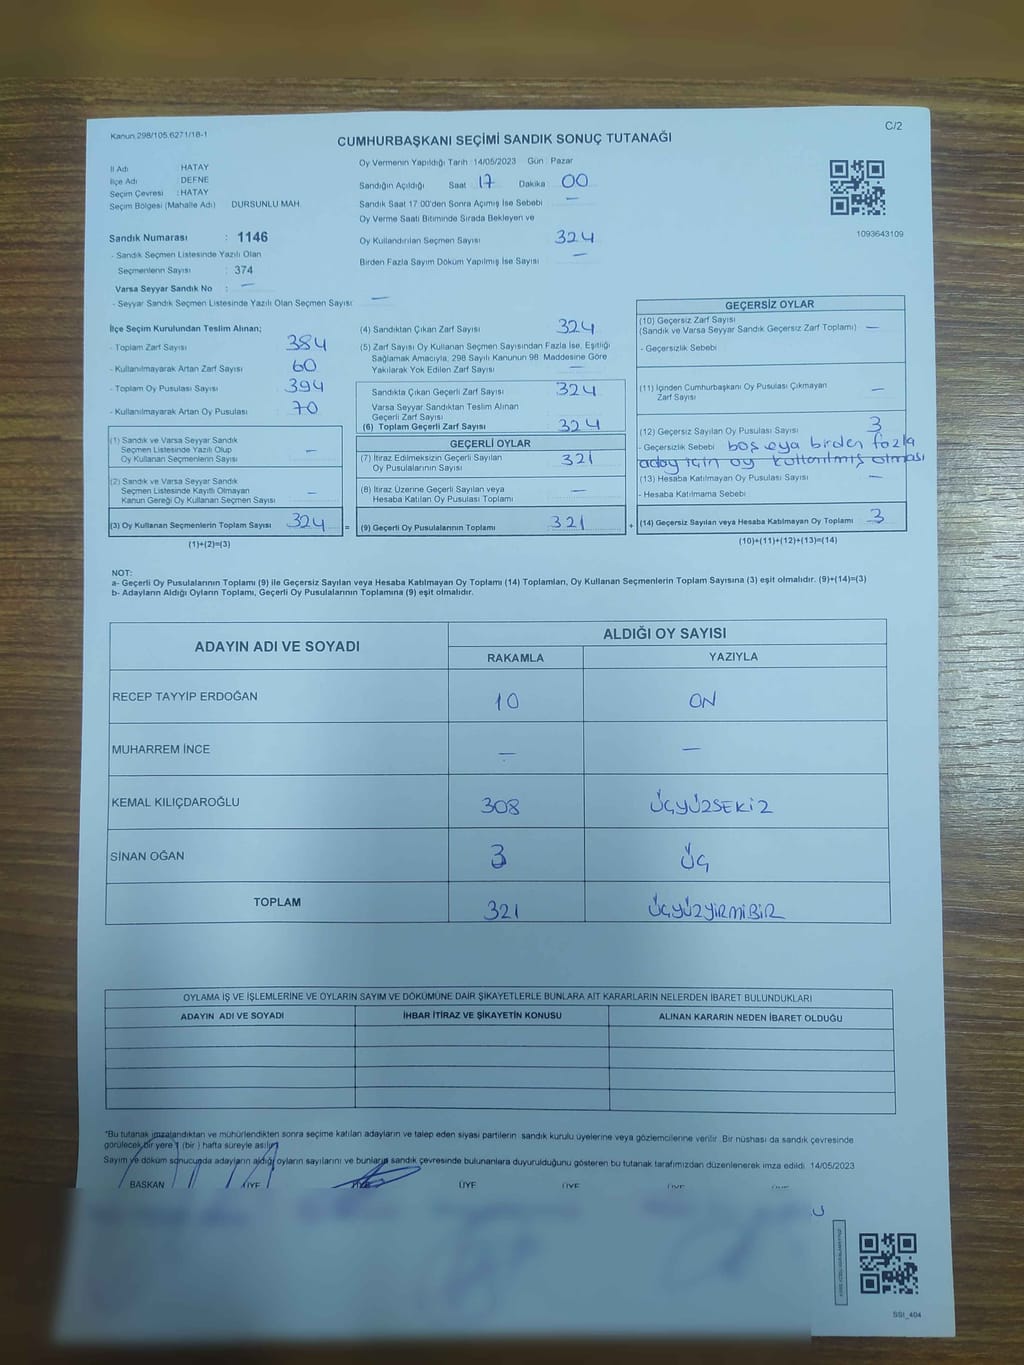 Kanun 298/105,6271/18-1
C/2
CUMHURBAŞKANI SEÇİMİ SANDIK SONUÇ TUTANAĞI
İl Adı : HATAY
İlçe Adı : DEFNE
Seçim Çevresi : HATAY
Seçim Bölgesi (Mahalle Adı) : DURSUNLU MAH.
Sandık Numarası : 1146
- Sandık Seçmen Listesinde Yazılı Olan
Seçmenlerin Sayısı : 374
Varsa Seyyar Sandık No : —
- Seyyar Sandık Seçmen Listesinde Yazılı Olan Seçmen Sayısı : —
Oy Vermenin Yapıldığı Tarih : 14/05/2023 Gün : Pazar
Sandığın Açıldığı Saat : 17 Dakika : 00
Sandık Saat 17:00'den Sonra Açılmış İse Sebebi —
Oy Verme Saati Bitiminde Sırada Bekleyen ve
Oy Kullandırılan Seçmen Sayısı 324
Birden Fazla Sayım Döküm Yapılmış İse Sayısı —
1093643109
İlçe Seçim Kurulundan Teslim Alınan;
- Toplam Zarf Sayısı 384
- Kullanılmayarak Artan Zarf Sayısı 60
- Toplam Oy Pusulası Sayısı 394
- Kullanılmayarak Artan Oy Pusulası 70
(1) Sandık ve Varsa Seyyar Sandık
Seçmen Listesinde Yazılı Olup
Oy Kullanan Seçmenlerin Sayısı —
(2) Sandık ve Varsa Seyyar Sandık
Seçmen Listesinde Kayıtlı Olmayan
Kanun Gereği Oy Kullanan Seçmen Sayısı —
(3) Oy Kullanan Seçmenlerin Toplam Sayısı 324 =
(1)+(2)=(3)
(4) Sandıktan Çıkan Zarf Sayısı 324
(5) Zarf Sayısı Oy Kullanan Seçmen Sayısından Fazla İse, Eşitliği
Sağlamak Amacıyla, 298 Sayılı Kanunun 98. Maddesine Göre
Yakılarak Yok Edilen Zarf Sayısı —
Sandıkta Çıkan Geçerli Zarf Sayısı 324
Varsa Seyyar Sandıktan Teslim Alınan
Geçerli Zarf Sayısı
(6) Toplam Geçerli Zarf Sayısı 324
GEÇERLİ OYLAR
(7) İtiraz Edilmeksizin Geçerli Sayılan
Oy Pusulalarının Sayısı 321
(8) İtiraz Üzerine Geçerli Sayılan veya
Hesaba Katılan Oy Pusulası Toplamı —
(9) Geçerli Oy Pusulalarının Toplamı 321 +
GEÇERSİZ OYLAR
(10) Geçersiz Zarf Sayısı
(Sandık ve Varsa Seyyar Sandık Geçersiz Zarf Toplamı) —
- Geçersizlik Sebebi
(11) İçinden Cumhurbaşkanı Oy Pusulası Çıkmayan
Zarf Sayısı —
(12) Geçersiz Sayılan Oy Pusulası Sayısı 3
- Geçersizlik Sebebi boş veya birden fazla
aday için oy kullanılmış olması
(13) Hesaba Katılmayan Oy Pusulası Sayısı —
- Hesaba Katılmama Sebebi
(14) Geçersiz Sayılan veya Hesaba Katılmayan Oy Toplamı 3
(10)+(11)+(12)+(13)=(14)
NOT:
a- Geçerli Oy Pusulalarının Toplamı (9) ile Geçersiz Sayılan veya Hesaba Katılmayan Oy Toplamı (14) Toplamları, Oy Kullanan Seçmenlerin Toplam Sayısına (3) eşit olmalıdır. (9)+(14)=(3)
b- Adayların Aldığı Oyların Toplamı, Geçerli Oy Pusulalarının Toplamına (9) eşit olmalıdır.
ADAYIN ADI VE SOYADI ALDIĞI OY SAYISI
RAKAMLA YAZIYLA
RECEP TAYYİP ERDOĞAN 10 ON
MUHARREM İNCE — —
KEMAL KILIÇDAROĞLU 308 ÜÇYÜZSEKİZ
SİNAN OĞAN 3 ÜÇ
TOPLAM 321 ÜÇYÜZYİRMİBİR
OYLAMA İŞ VE İŞLEMLERİNE VE OYLARIN SAYIM VE DÖKÜMÜNE DAİR ŞİKAYETLERLE BUNLARA AİT KARARLARIN NELERDEN İBARET BULUNDUKLARI
ADAYIN ADI VE SOYADI İHBAR İTİRAZ VE ŞİKAYETİN KONUSU ALINAN KARARIN NEDEN İBARET OLDUĞU
*Bu tutanak imzalandıktan ve mühürlendikten sonra seçime katılan adayların ve talep eden siyasi partilerin sandık kurulu üyelerine veya gözlemcilerine verilir. Bir nüshası da sandık çevresinde
görülecek bir yere 1 (bir ) hafta süreyle asılır.
Sayım ve döküm sonucunda adayların aldığı oyların sayılarını ve bunların sandık çevresinde bulunanlara duyurulduğunu gösteren bu tutanak tarafımızdan düzenlenerek imza edildi. 14/05/2023
BAŞKAN ÜYE ÜYE ÜYE ÜYE ÜYE ÜYE
SSI_404